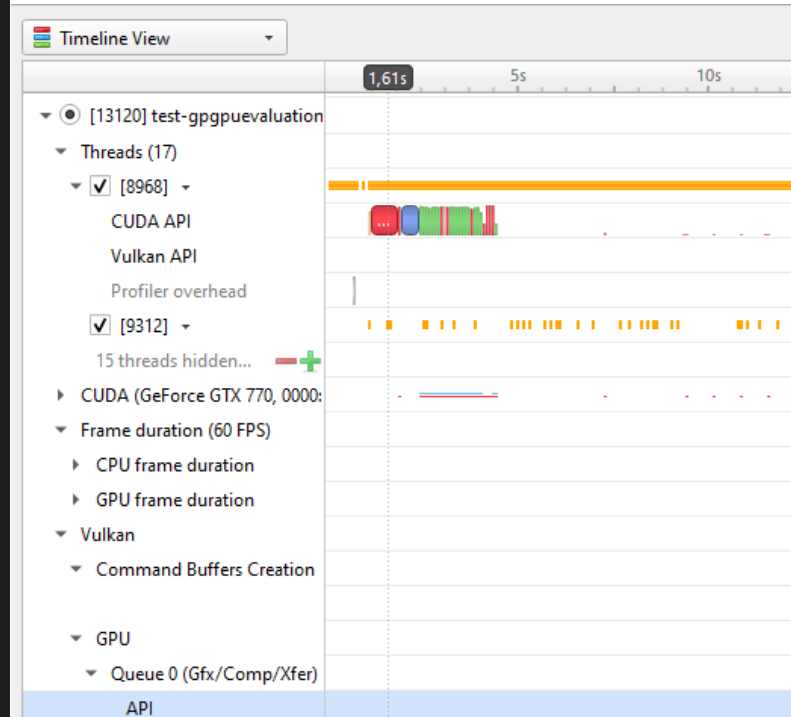 Timeline View
1,61s 5s 10s
[13120] test-gpgpuevaluation
Threads (17)
[8968]
CUDA API
...
Vulkan API
Profiler overhead
[9312]
15 threads hidden...
CUDA (GeForce GTX 770, 0000:
Frame duration (60 FPS)
CPU frame duration
GPU frame duration
Vulkan
Command Buffers Creation
GPU
Queue 0 (Gfx/Comp/Xfer)
API